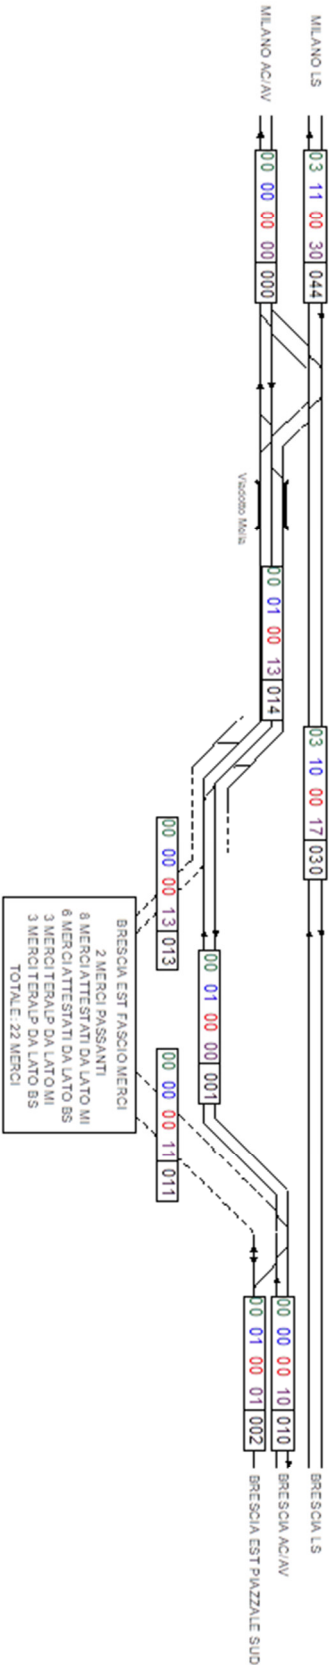 MILANO LS
MILANO AC/AV
03 11 00 30 044
00 00 00 00 000
Viadotto Mella
00 01 00 13 014
03 10 00 17 030
00 00 00 13 013
00 01 00 00 001
00 00 00 11 011
BRESCIA EST FASCIO MERCI
2 MERCI PASSANTI
8 MERCI ATTESTATI DA LATO MI
6 MERCI ATTESTATI DA LATO BS
3 MERCI TERALP DA LATO MI
3 MERCI TERALP DA LATO BS
TOTALE: 22 MERCI
00 00 00 10 010
00 01 00 01 002
BRESCIA LS
BRESCIA AC/AV
BRESCIA EST PIAZZALE SUD